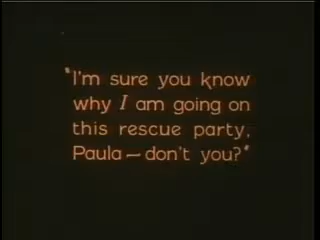 "I'm sure you know
why I am going on
this rescue party,
Paula — don't you?"